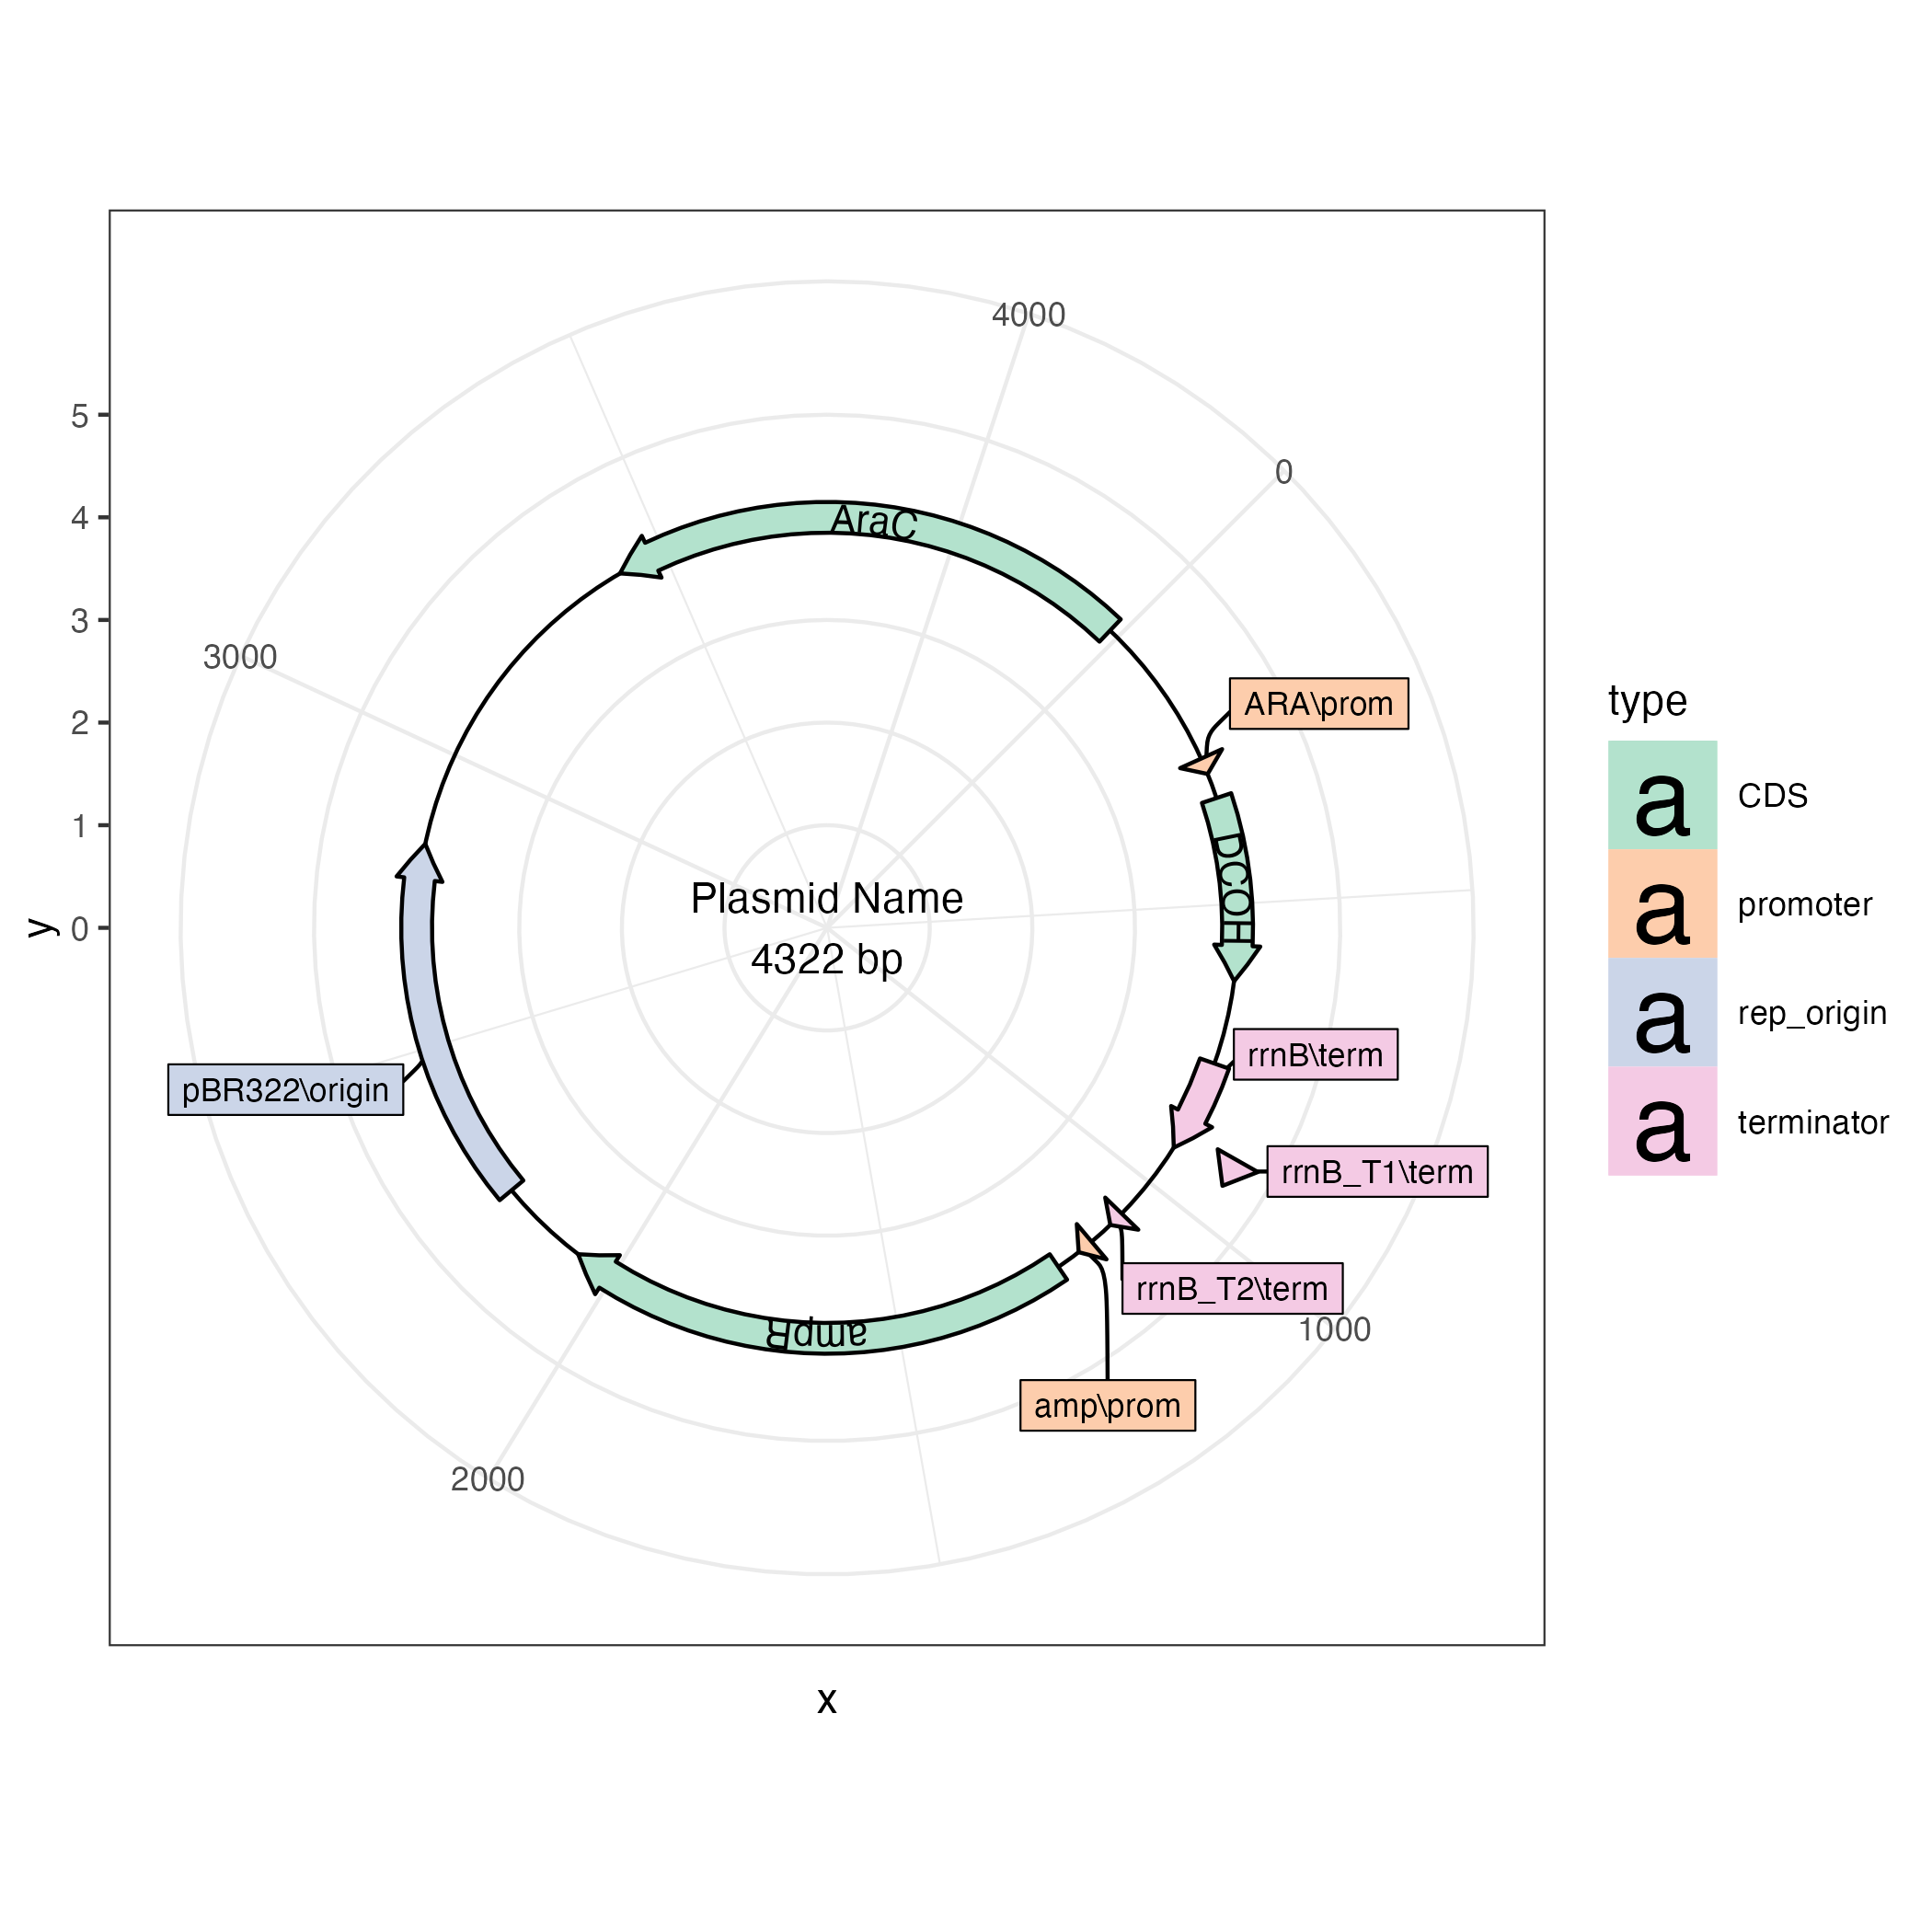 4000
0
5
AraC
4
3
3000
ARA\prom
type
2
a CDS
1
DCOH
Plasmid Name
a promoter
y
0
4322 bp
a rep_origin
rrnB\term
pBR322\origin
a terminator
rrnB_T1\term
rrnB_T2\term
1000
ampR
amp\prom
2000
x